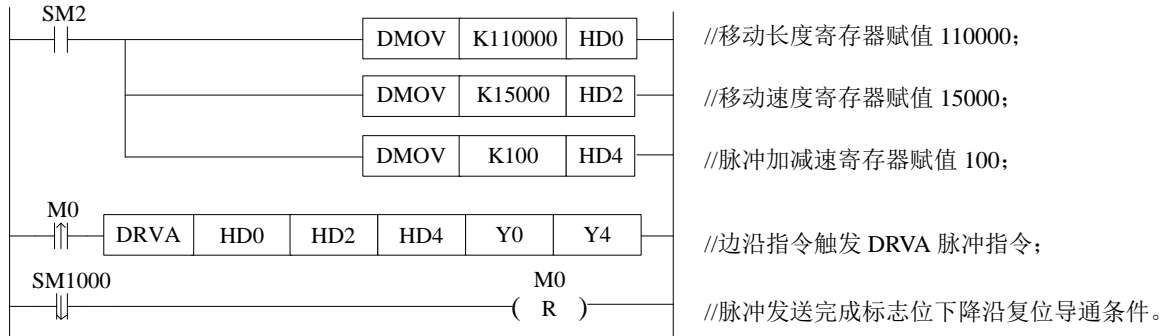 SM2
DMOV K110000 HD0 //移动长度寄存器赋值 110000；
DMOV K15000 HD2 //移动速度寄存器赋值 15000；
DMOV K100 HD4 //脉冲加减速寄存器赋值 100；
M0
DRVA HD0 HD2 HD4 Y0 Y4 //边沿指令触发 DRVA 脉冲指令；
SM1000 M0
( R ) //脉冲发送完成标志位下降沿复位导通条件。